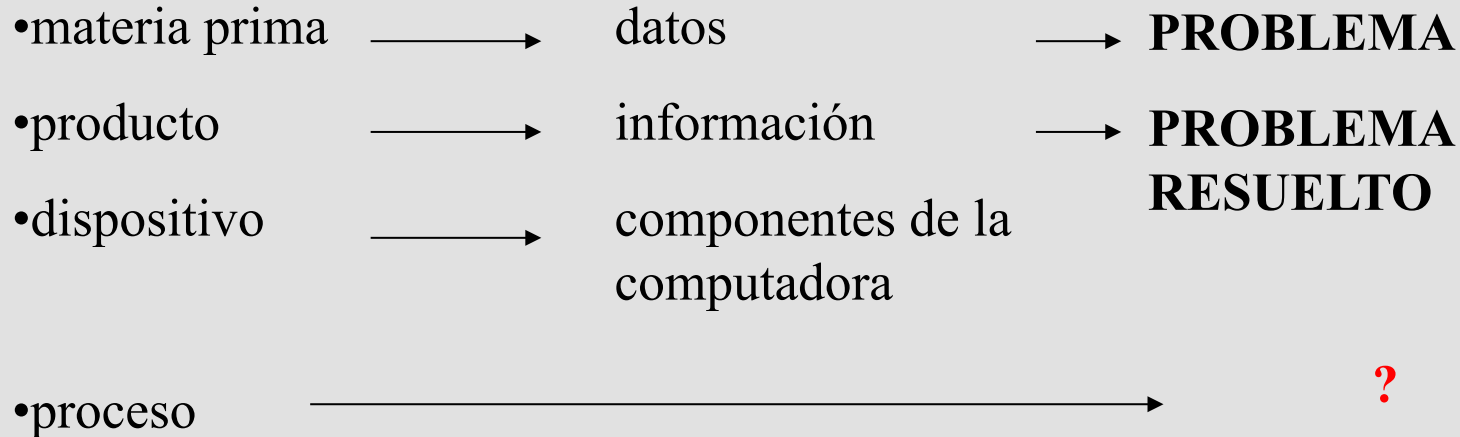 •materia prima datos PROBLEMA
•producto información PROBLEMA
RESUELTO
•dispositivo componentes de la
computadora
•proceso ?